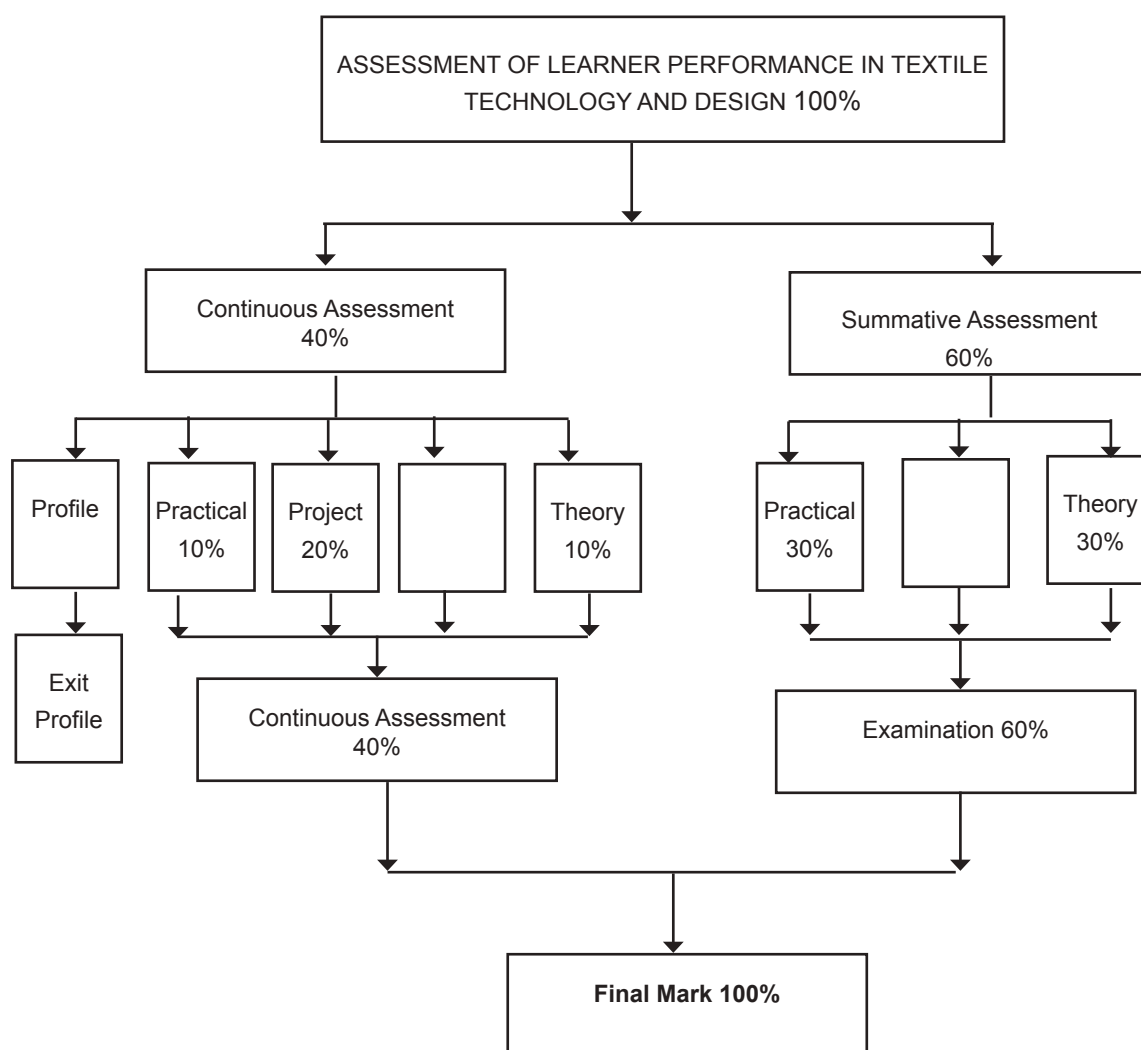 ASSESSMENT OF LEARNER PERFORMANCE IN TEXTILE
TECHNOLOGY AND DESIGN 100%
Continuous Assessment
40%
Summative Assessment
60%
Profile
Practical
10%
Project
20%
Theory
10%
Practical
30%
Theory
30%
Exit
Profile
Continuous Assessment
40%
Examination 60%
Final Mark 100%